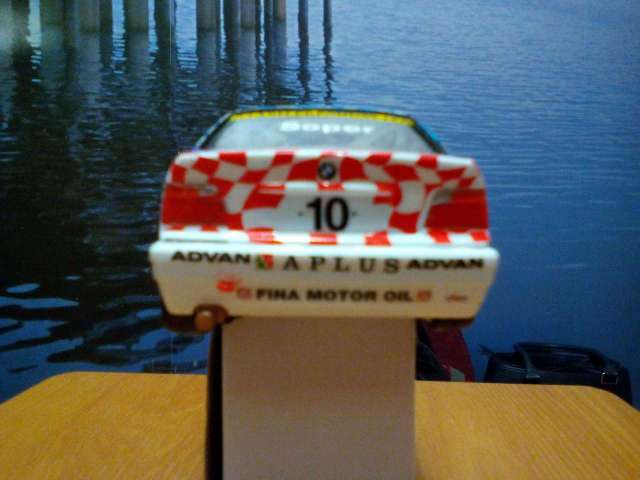 Soper
10
ADVAN APLUS ADVAN
FINA MOTOR OIL